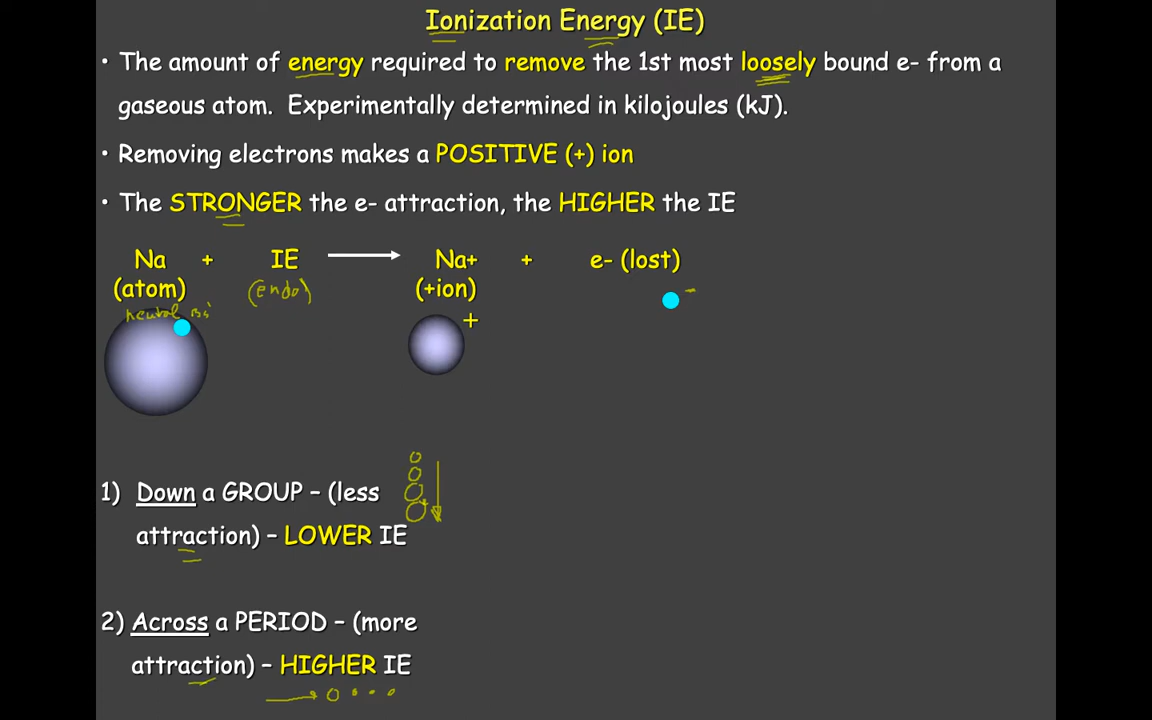 Ionization Energy (IE)
• The amount of energy required to remove the 1st most loosely bound e- from a
gaseous atom. Experimentally determined in kilojoules (kJ).
• Removing electrons makes a POSITIVE (+) ion
• The STRONGER the e- attraction, the HIGHER the IE
Na + IE Na+ + e- (lost)
(atom) (endo) (+ion) -
neutral
+
1) Down a GROUP – (less
attraction) – LOWER IE
2) Across a PERIOD – (more
attraction) – HIGHER IE